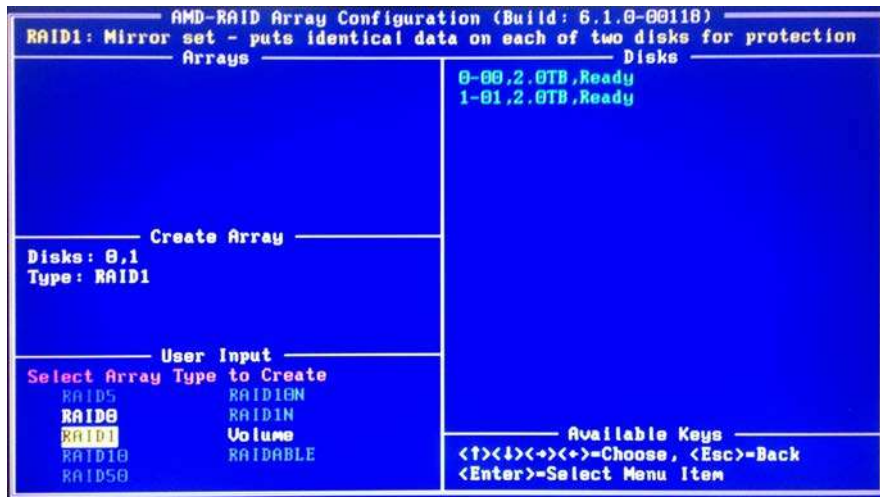 AMD-RAID Array Configuration (Build: 6.1.0-00118)
RAID1: Mirror set - puts identical data on each of two disks for protection
Arrays
Disks
0-00,2.0TB,Ready
1-01,2.0TB,Ready
Create Array
Disks: 0,1
Type: RAID1
User Input
Select Array Type to Create
RAID5 RAID10N
RAID0 RAID1N
RAID1 Volume
RAID10 RAIDABLE
RAID50
Available Keys
<↑><↓><→><←>=Choose, <Esc>=Back
<Enter>=Select Menu Item